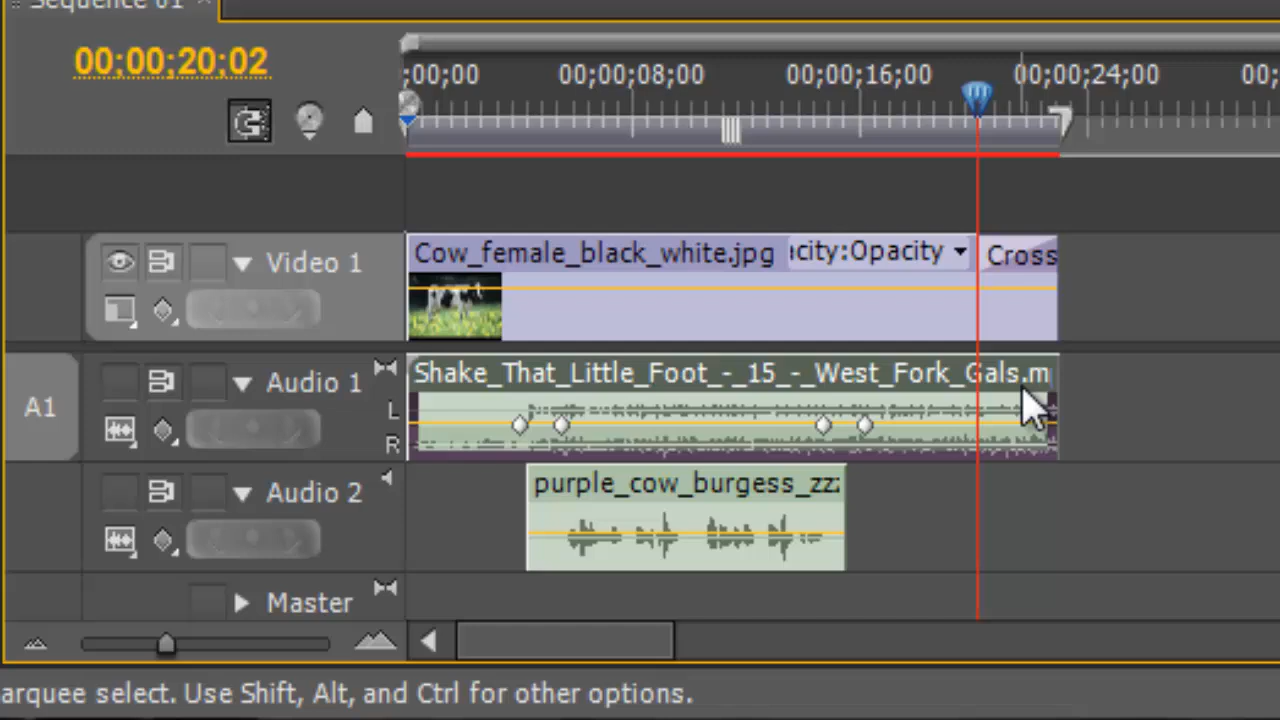 Sequence 01 ×
00;00;20;02
;00;00 00;00;08;00 00;00;16;00 00;00;24;00 00;
Video 1
Cow_female_black_white.jpg acity:Opacity Cross
A1
Audio 1
L
R
Shake_That_Little_Foot_-_15_-_West_Fork_Gals.m
Audio 2
purple_cow_burgess_zz
Master
arquee select. Use Shift, Alt, and Ctrl for other options.